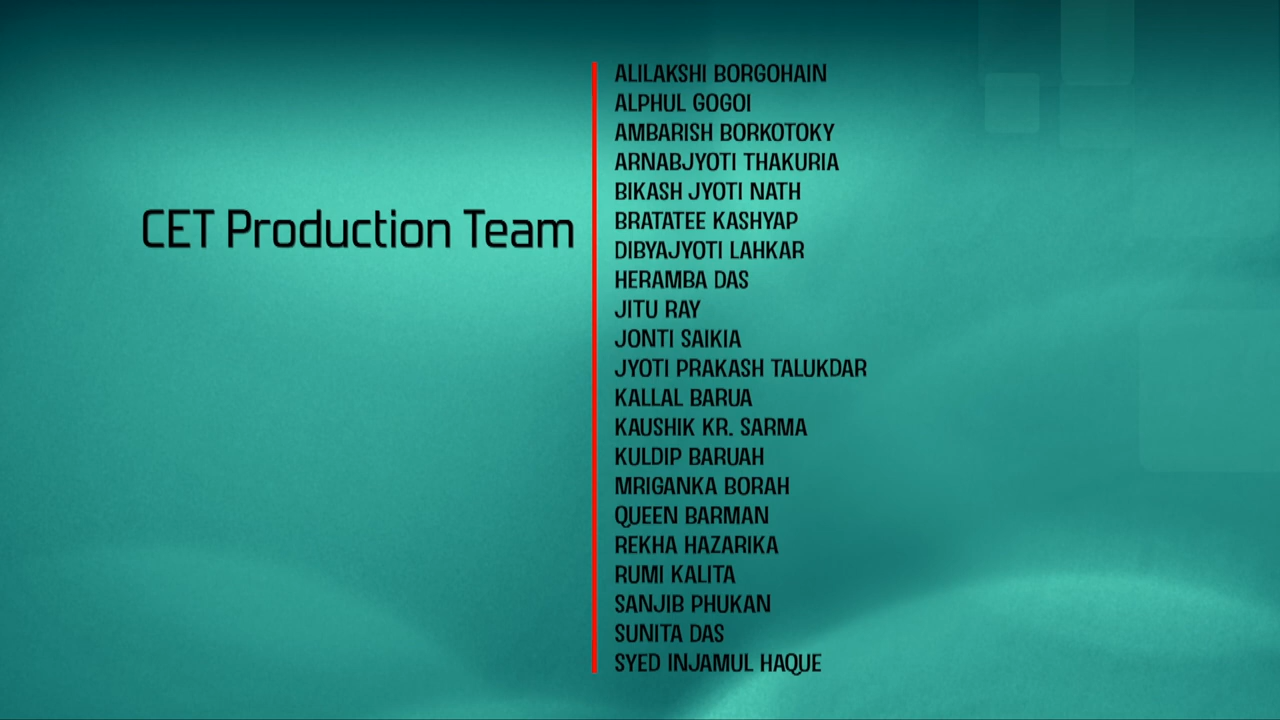 CET Production Team
ALILAKSHI BORGOHAIN
ALPHUL GOGOI
AMBARISH BORKOTOKY
ARNABJYOTI THAKURIA
BIKASH JYOTI NATH
BRATATEE KASHYAP
DIBYAJYOTI LAHKAR
HERAMBA DAS
JITU RAY
JONTI SAIKIA
JYOTI PRAKASH TALUKDAR
KALLAL BARUA
KAUSHIK KR. SARMA
KULDIP BARUAH
MRIGANKA BORAH
QUEEN BARMAN
REKHA HAZARIKA
RUMI KALITA
SANJIB PHUKAN
SUNITA DAS
SYED INJAMUL HAQUE